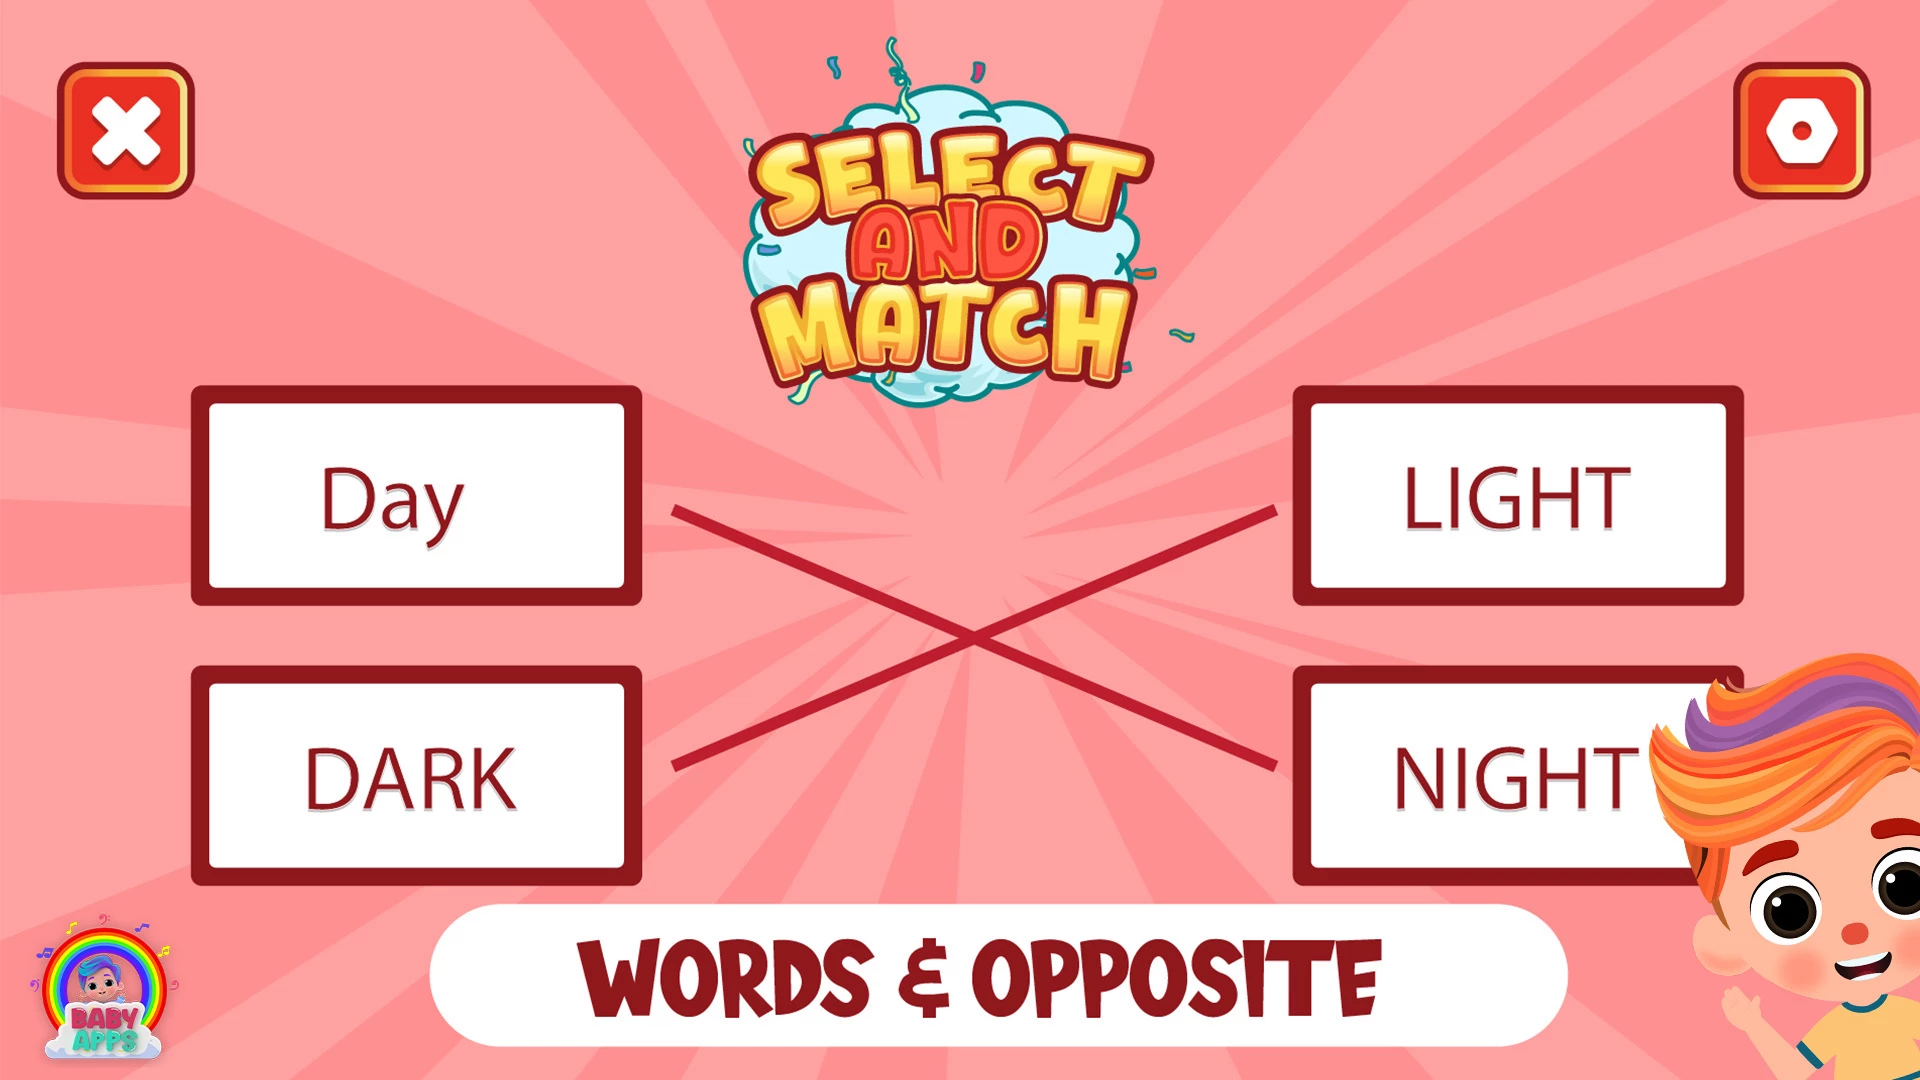 SELECT
AND
MATCH
Day
LIGHT
DARK
NIGHT
WORDS & OPPOSITE
BABY
APPS